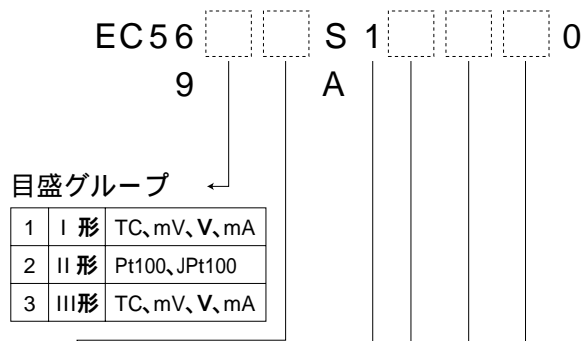 EC56 S1 0
9 A
目盛グループ
1 I 形 TC、mV、V、mA
2 II 形 Pt100、JPt100
3 III形 TC、mV、V、mA